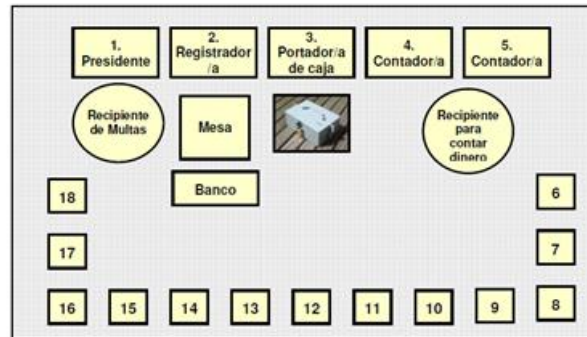 1.
Presidente
2.
Registrador
/a
3.
Portador/a
de caja
4.
Contador/a
5.
Contador/a
Recipiente
de Multas
Mesa
Recipiente
para
contar
dinero
Banco
18
6
17
7
16
15
14
13
12
11
10
9
8